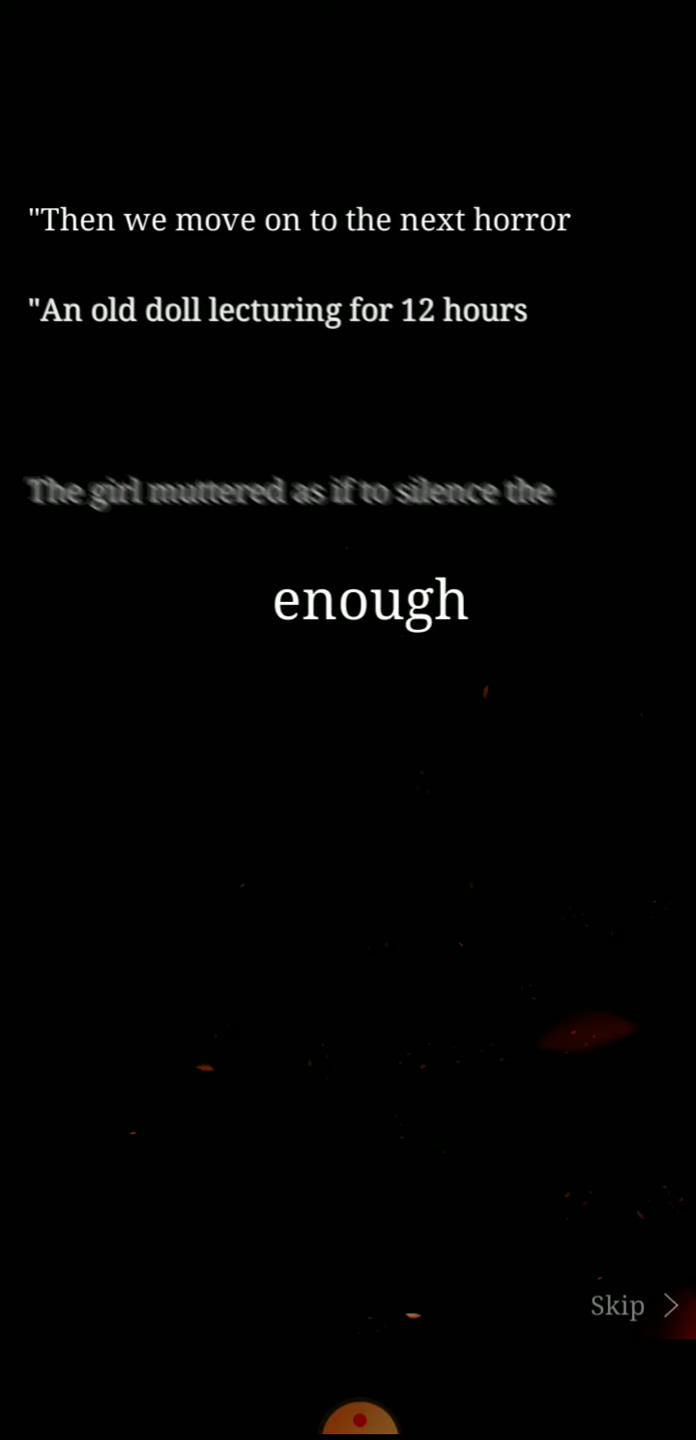 "Then we move on to the next horror
"An old doll lecturing for 12 hours
The girl muttered as if to silence the
enough
Skip